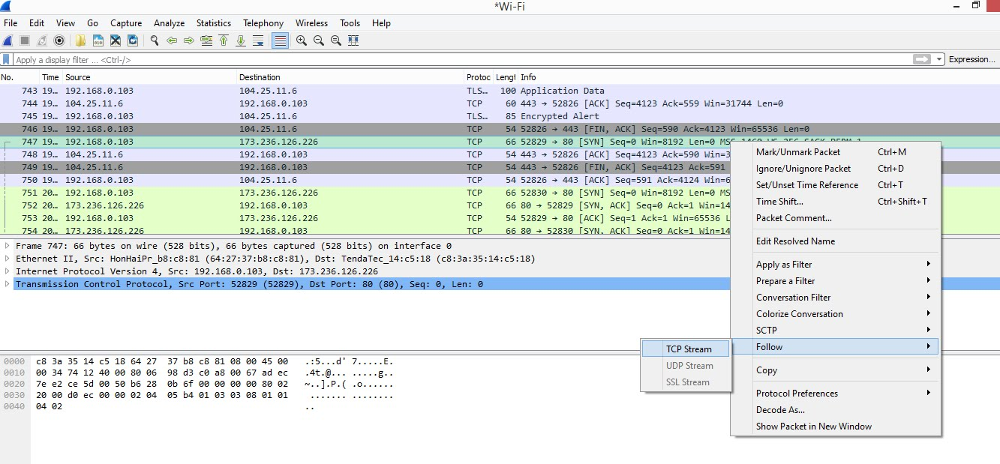 *Wi-Fi
File Edit View Go Capture Analyze Statistics Telephony Wireless Tools Help
Apply a display filter ... <Ctrl-/> Expression...
No. Time Source Destination Protoc Lengt Info
743 19… 192.168.0.103 104.25.11.6 TLS… 100 Application Data
744 19… 104.25.11.6 192.168.0.103 TCP 60 443 → 52826 [ACK] Seq=4123 Ack=559 Win=31744 Len=0
745 19… 192.168.0.103 104.25.11.6 TLS… 85 Encrypted Alert
746 19… 192.168.0.103 104.25.11.6 TCP 54 52826 → 443 [FIN, ACK] Seq=590 Ack=4123 Win=65536 Len=0
747 19… 192.168.0.103 173.236.126.226 TCP 66 52829 → 80 [SYN] Seq=0 Win=8192 Len=0 MSS=1460 WS=256 SACK_PERM=1
748 19… 104.25.11.6 192.168.0.103 TCP 54 443 → 52826 [ACK] Seq=4123 Ack=590 Win=3
749 19… 104.25.11.6 192.168.0.103 TCP 54 443 → 52826 [FIN, ACK] Seq=4123 Ack=591
750 19… 192.168.0.103 104.25.11.6 TCP 54 52826 → 443 [ACK] Seq=591 Ack=4124 Win=6
751 20… 192.168.0.103 173.236.126.226 TCP 66 52830 → 80 [SYN] Seq=0 Win=8192 Len=0 MS
752 20… 173.236.126.226 192.168.0.103 TCP 66 80 → 52829 [SYN, ACK] Seq=0 Ack=1 Win=14
753 20… 192.168.0.103 173.236.126.226 TCP 54 52829 → 80 [ACK] Seq=1 Ack=1 Win=65536 L
754 20… 173.236.126.226 192.168.0.103 TCP 66 80 → 52830 [SYN, ACK] Seq=0 Ack=1 Win=14
Mark/Unmark Packet Ctrl+M
Ignore/Unignore Packet Ctrl+D
Set/Unset Time Reference Ctrl+T
Time Shift... Ctrl+Shift+T
Packet Comment...
Edit Resolved Name
Apply as Filter
Prepare a Filter
Conversation Filter
Colorize Conversation
SCTP
Follow
Copy
Protocol Preferences
Decode As...
Show Packet in New Window
TCP Stream
UDP Stream
SSL Stream
Frame 747: 66 bytes on wire (528 bits), 66 bytes captured (528 bits) on interface 0
Ethernet II, Src: HonHaiPr_b8:c8:81 (64:27:37:b8:c8:81), Dst: TendaTec_14:c5:18 (c8:3a:35:14:c5:18)
Internet Protocol Version 4, Src: 192.168.0.103, Dst: 173.236.126.226
Transmission Control Protocol, Src Port: 52829 (52829), Dst Port: 80 (80), Seq: 0, Len: 0
0000 c8 3a 35 14 c5 18 64 27 37 b8 c8 81 08 00 45 00 .:5...d' 7.....E.
0010 00 34 74 12 40 00 80 06 98 d3 c0 a8 00 67 ad ec .4t.@... .....g..
0020 7e e2 ce 5d 00 50 b6 28 0b 6f 00 00 00 00 80 02 ~..].P.( .o......
0030 20 00 d0 ec 00 00 02 04 05 b4 01 03 03 08 01 01 ....... ........
0040 04 02 ..